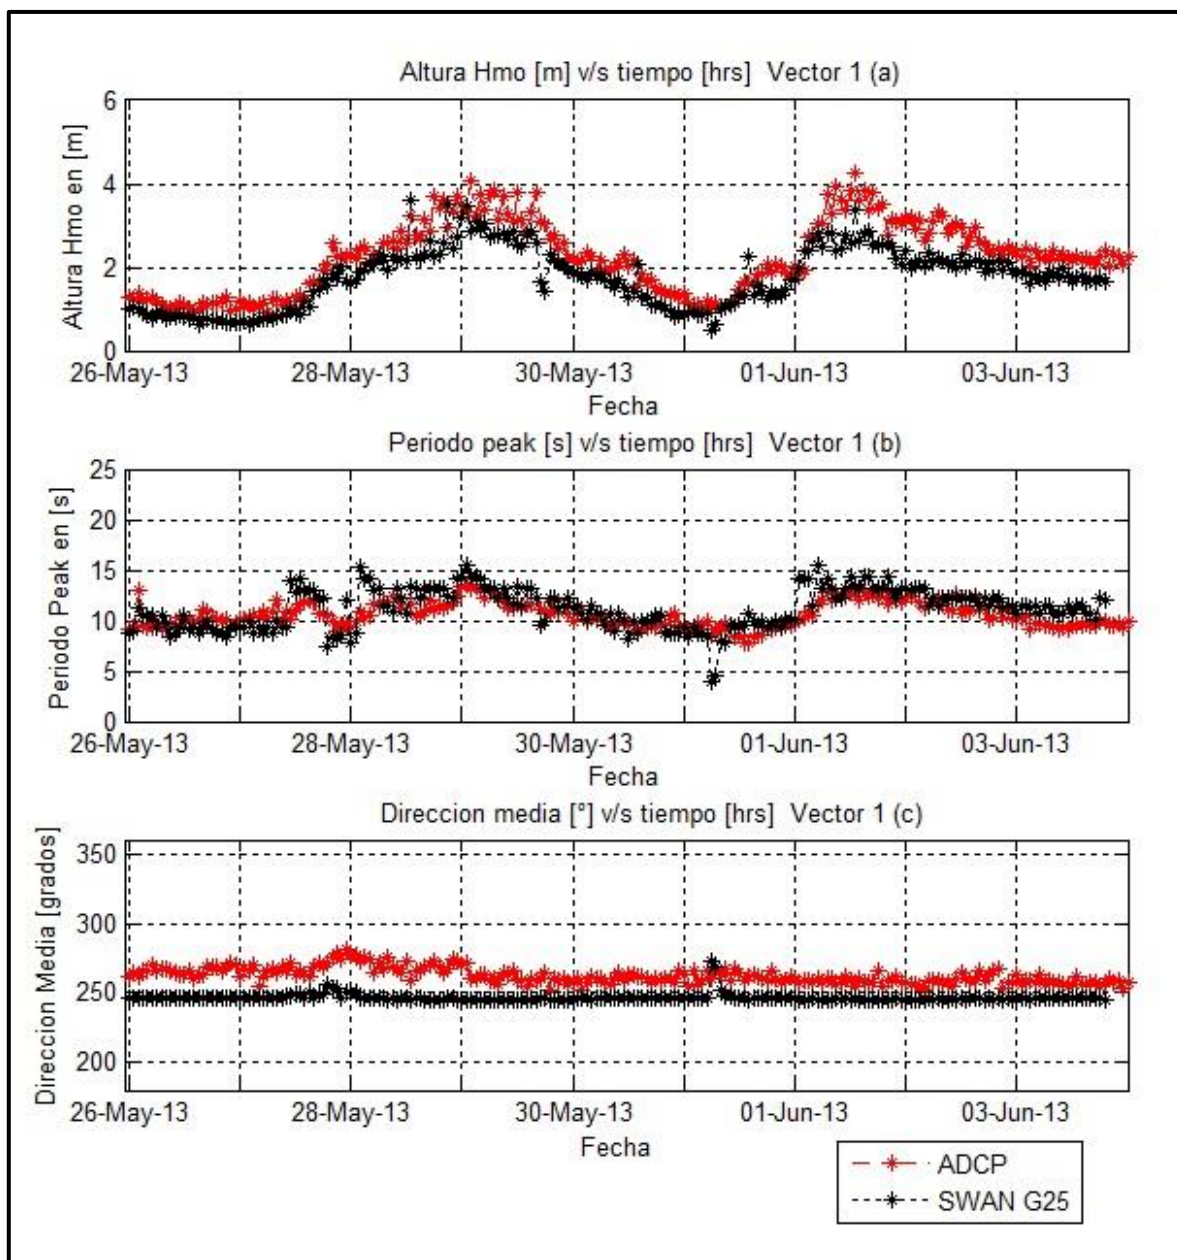 Altura Hmo [m] v/s tiempo [hrs]  Vector 1 (a)
Altura Hmo en [m]
6
4
2
0
26-May-13 28-May-13 30-May-13 01-Jun-13 03-Jun-13
Fecha
Periodo peak [s] v/s tiempo [hrs]  Vector 1 (b)
Periodo Peak en [s]
25
20
15
10
5
0
26-May-13 28-May-13 30-May-13 01-Jun-13 03-Jun-13
Fecha
Direccion media [°] v/s tiempo [hrs]  Vector 1 (c)
Direccion Media [grados]
350
300
250
200
26-May-13 28-May-13 30-May-13 01-Jun-13 03-Jun-13
Fecha
ADCP
SWAN G25